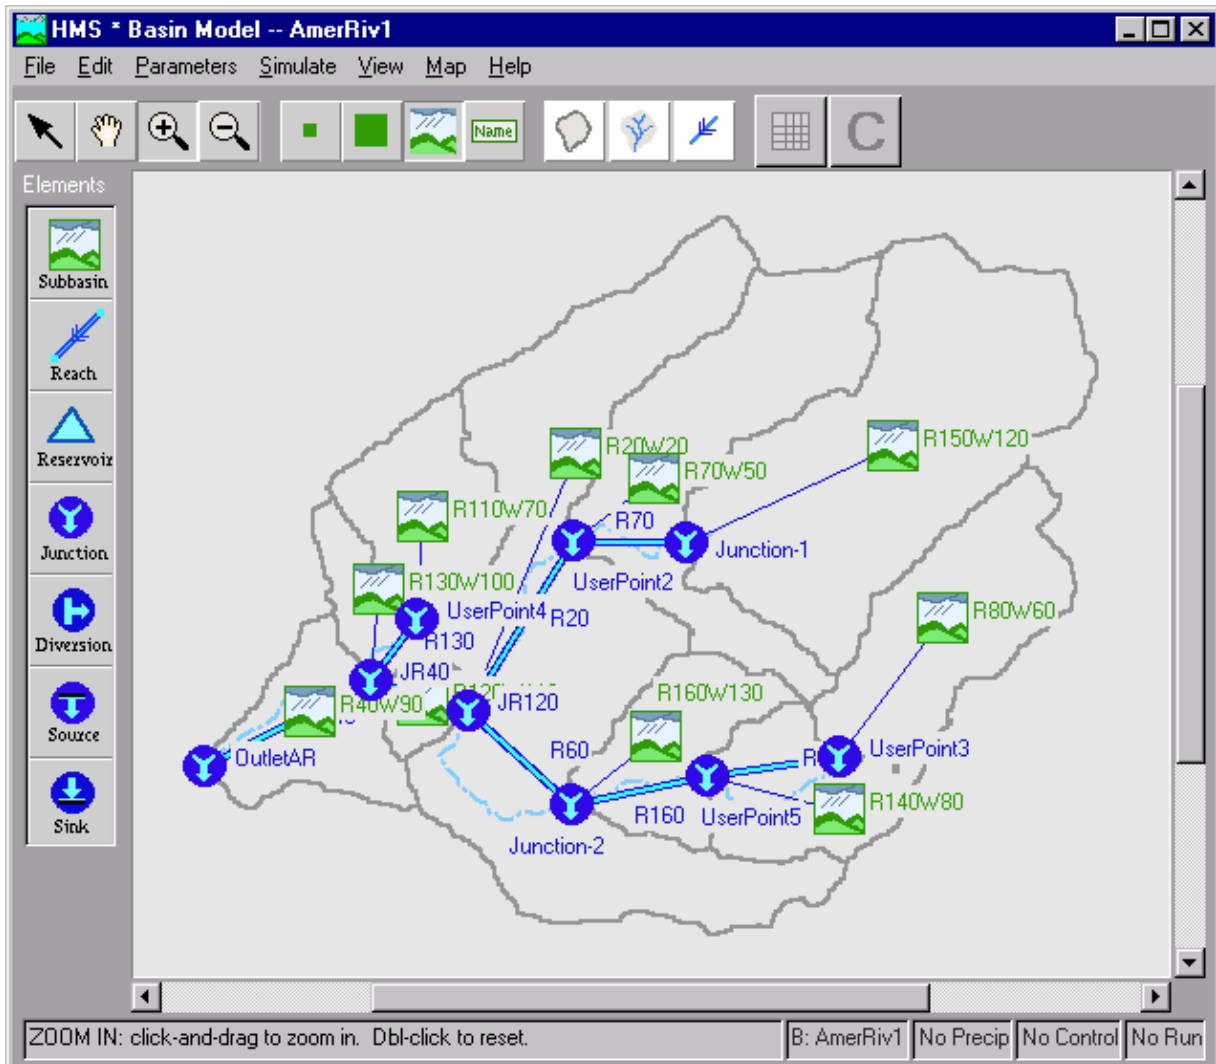 HMS * Basin Model -- AmerRiv1
File Edit Parameters Simulate View Map Help
Name
C
Elements
Subbasin
Reach
Reservoir
Junction
Diversion
Source
Sink
R20W20
R150W120
R70W50
R110W70
R70
Junction-1
UserPoint2
R130W100
UserPoint4
R20
R80W60
R130
JR40
R160W130
R40W90
JR120
R60
UserPoint3
OutletAR
R
R140W80
R160
UserPoint5
Junction-2
ZOOM IN: click-and-drag to zoom in. Dbl-click to reset.
B: AmerRiv1
No Precip
No Control
No Run